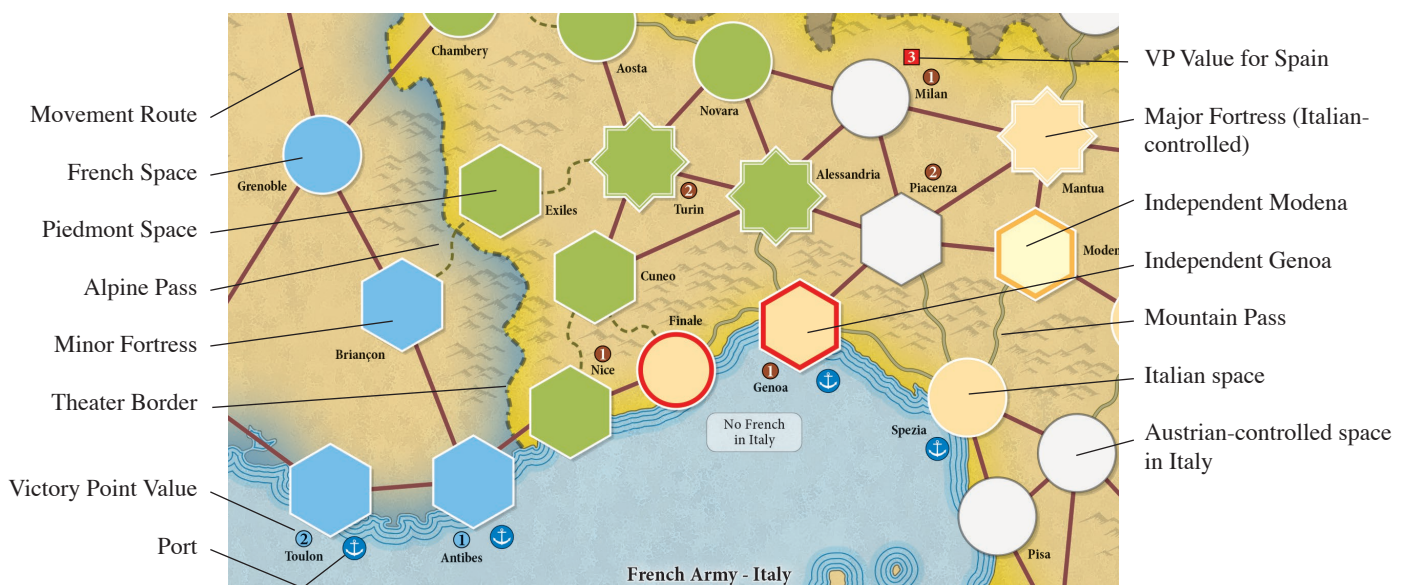 Movement Route
French Space
Piedmont Space
Alpine Pass
Minor Fortress
Theater Border
Victory Point Value
Port
Chambery
Aosta
Novara
3
1
Milan
Grenoble
Exiles
2
Turin
Alessandria
2
Piacenza
Mantua
Cuneo
Moden
Briançon
Finale
1
Nice
1
Genoa
No French
in Italy
Spezia
2
Toulon
1
Antibes
Pisa
French Army - Italy
VP Value for Spain
Major Fortress (Italian-
controlled)
Independent Modena
Independent Genoa
Mountain Pass
Italian space
Austrian-controlled space
in Italy